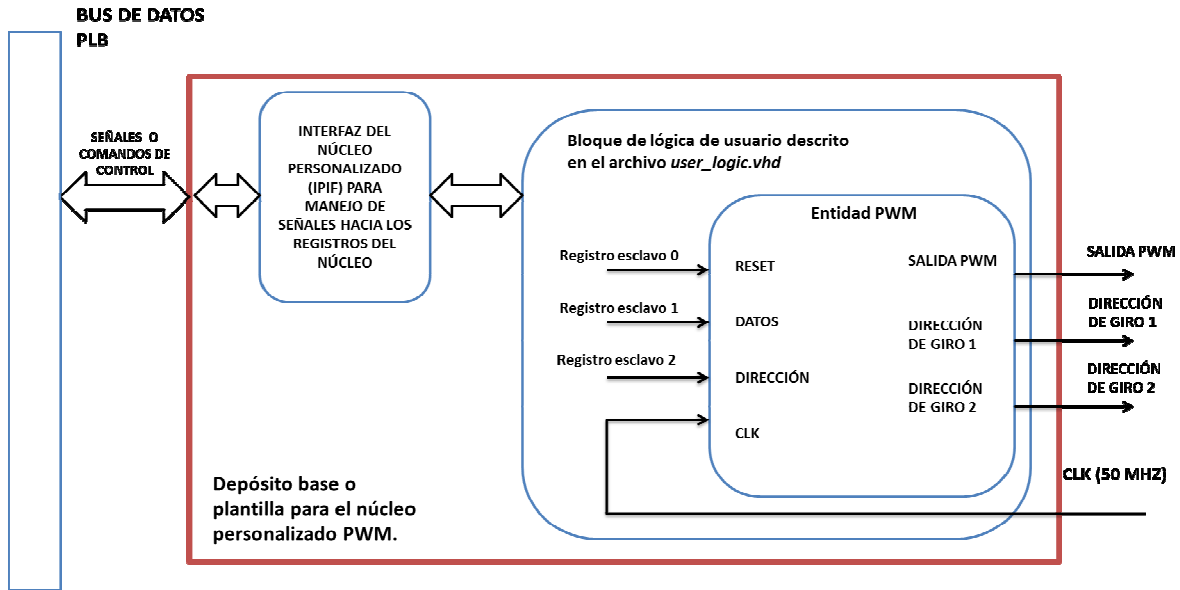 BUS DE DATOS
PLB
SEÑALES O
COMANDOS DE
CONTROL
INTERFAZ DEL
NÚCLEO
PERSONALIZADO
(IPIF) PARA
MANEJO DE
SEÑALES HACIA LOS
REGISTROS DEL
NÚCLEO
Bloque de lógica de usuario descrito
en el archivo user_logic.vhd
Entidad PWM
Registro esclavo 0
RESET
SALIDA PWM
SALIDA PWM
Registro esclavo 1
DATOS
DIRECCIÓN
DE GIRO 1
DIRECCIÓN
DE GIRO 1
Registro esclavo 2
DIRECCIÓN
DIRECCIÓN
DE GIRO 2
DIRECCIÓN
DE GIRO 2
CLK
CLK (50 MHZ)
Depósito base o
plantilla para el núcleo
personalizado PWM.